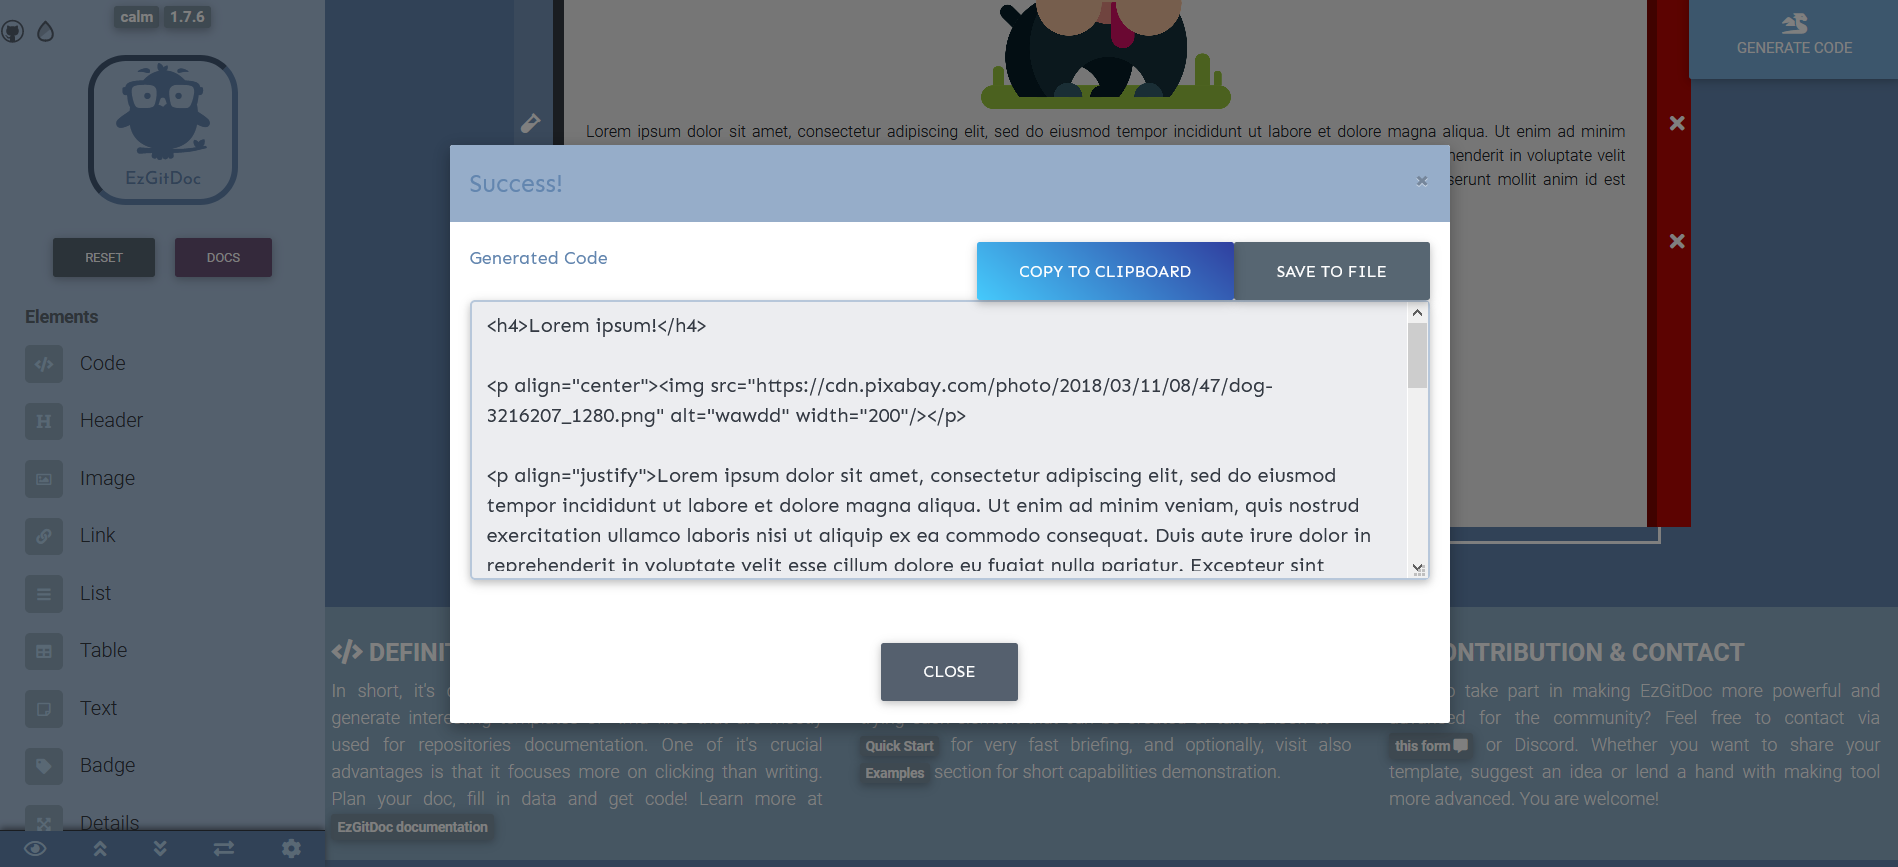 calm 1.7.6
EzGitDoc
RESET DOCS
Elements
Code
Header
Image
Link
List
Table
Text
Badge
Details
GENERATE CODE
Lorem ipsum dolor sit amet, consectetur adipiscing elit, sed do eiusmod tempor incididunt ut labore et dolore magna aliqua. Ut enim ad minim
henderit in voluptate velit
serunt mollit anim id est
Success!
×
Generated Code
COPY TO CLIPBOARD SAVE TO FILE
<h4>Lorem ipsum!</h4>
<p align="center"><img src="https://cdn.pixabay.com/photo/2018/03/11/08/47/dog-
3216207_1280.png" alt="wawdd" width="200"/></p>
<p align="justify">Lorem ipsum dolor sit amet, consectetur adipiscing elit, sed do eiusmod
tempor incididunt ut labore et dolore magna aliqua. Ut enim ad minim veniam, quis nostrud
exercitation ullamco laboris nisi ut aliquip ex ea commodo consequat. Duis aute irure dolor in
reprehenderit in voluptate velit esse cillum dolore eu fugiat nulla pariatur. Excepteur sint
CLOSE
</> DEFINIT
In short, it's
generate
used for repositories documentation. One of it's crucial
advantages is that it focuses more on clicking than writing.
Plan your doc, fill in data and get code! Learn more at
EzGitDoc documentation
Quick Start for very fast briefing, and optionally, visit also
Examples section for short capabilities demonstration.
ONTRIBUTION & CONTACT
take part in making EzGitDoc more powerful and
for the community? Feel free to contact via
this form or Discord. Whether you want to share your
template, suggest an idea or lend a hand with making tool
more advanced. You are welcome!